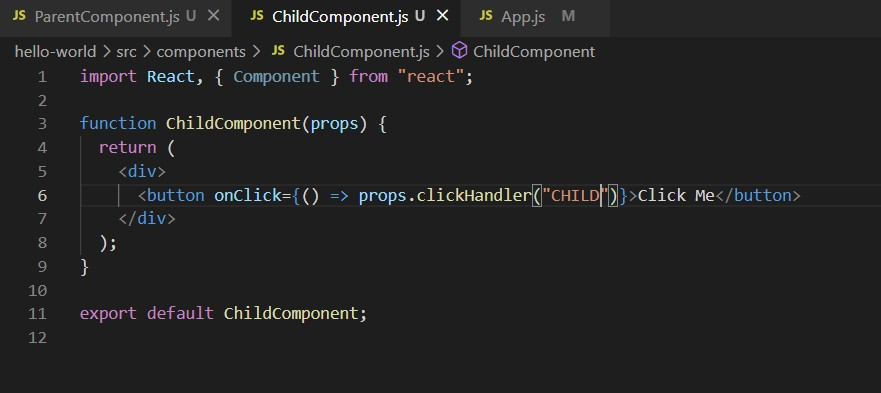 JS ParentComponent.js U × JS ChildComponent.js U × JS App.js M
hello-world > src > components > JS ChildComponent.js > ChildComponent
1 import React, { Component } from "react";
2
3 function ChildComponent(props) {
4   return (
5     <div>
6       <button onClick={() => props.clickHandler("CHILD")}>Click Me</button>
7     </div>
8   );
9 }
10
11 export default ChildComponent;
12